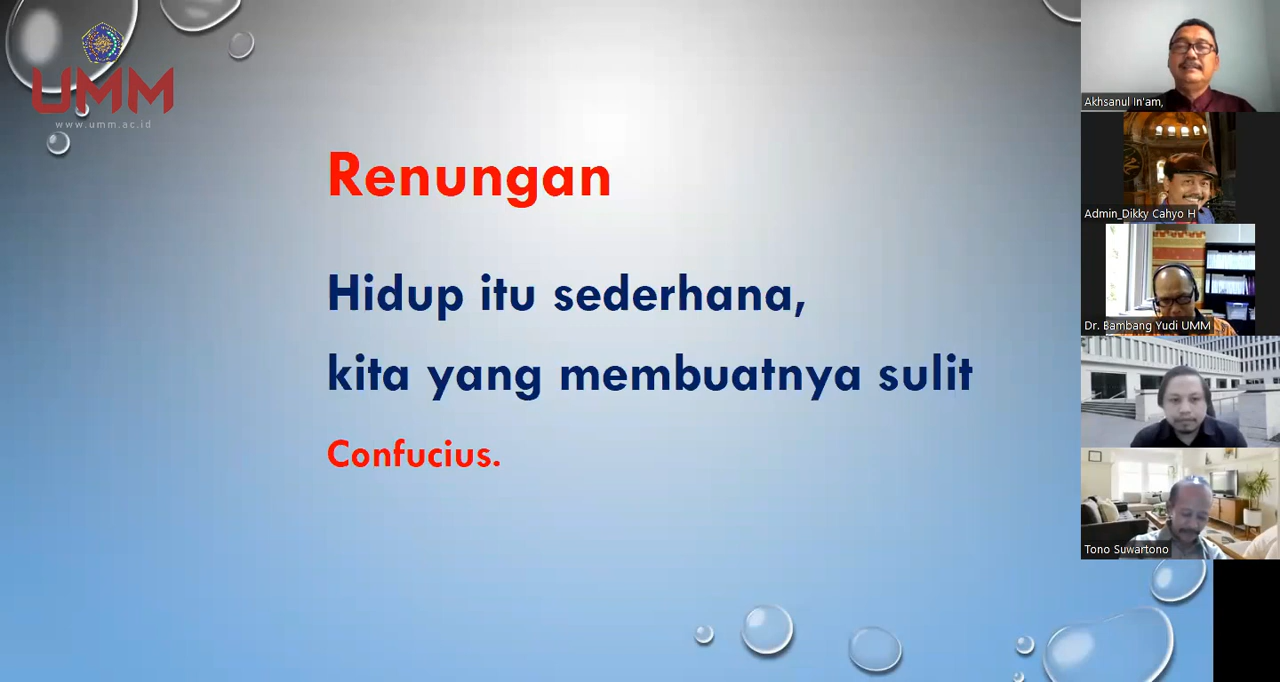 UMM
www.umm.ac.id
Renungan
Hidup itu sederhana,
kita yang membuatnya sulit
Confucius.
Akhsanul In'am,
Admin_Dikky Cahyo H
Dr. Bambang Yudi UMM
Tono Suwartono